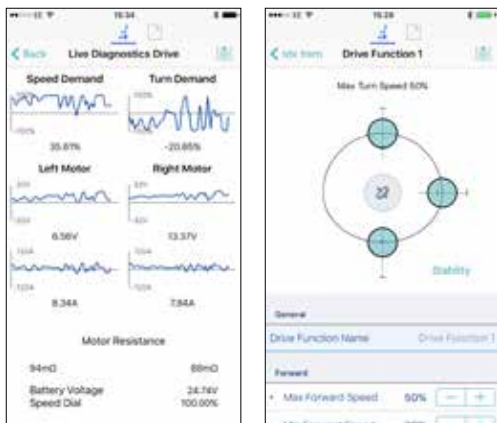 15:34
Back Live Diagnostics Drive
Speed Demand Turn Demand
35.61% -20.65%
Left Motor Right Motor
6.56V 13.37V
8.34A 7.84A
Motor Resistance
94mΩ 88mΩ
Battery Voltage 24.74V
Speed Dial 100.00%
Drive Function 1
Max Turn Speed 50%
Stability
General
Drive Function Name Drive Function 1
Forward
Max Forward Speed 50% - +